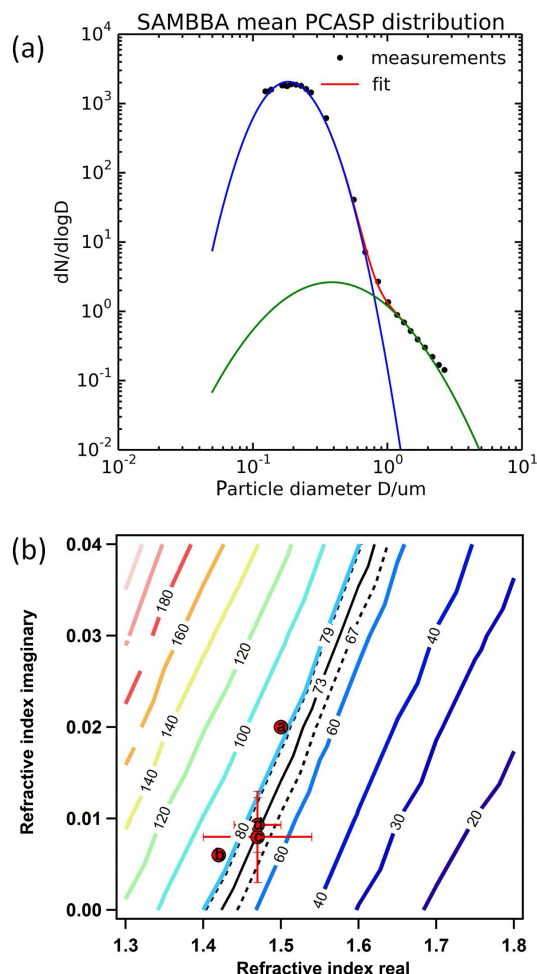 (a)
SAMBBA mean PCASP distribution
measurements
fit
10^4
10^3
10^2
10^1
10^0
10^-1
10^-2
dN/dlogD
10^-2 10^-1 10^0 10^1
Particle diameter D/um
(b)
0.04
0.03
0.02
0.01
0.00
Refractive index imaginary
180
160
140
140
120
120
100
80
79
73
67
60
60
40
40
30
20
a
b
c
d
1.3 1.4 1.5 1.6 1.7 1.8
Refractive index real